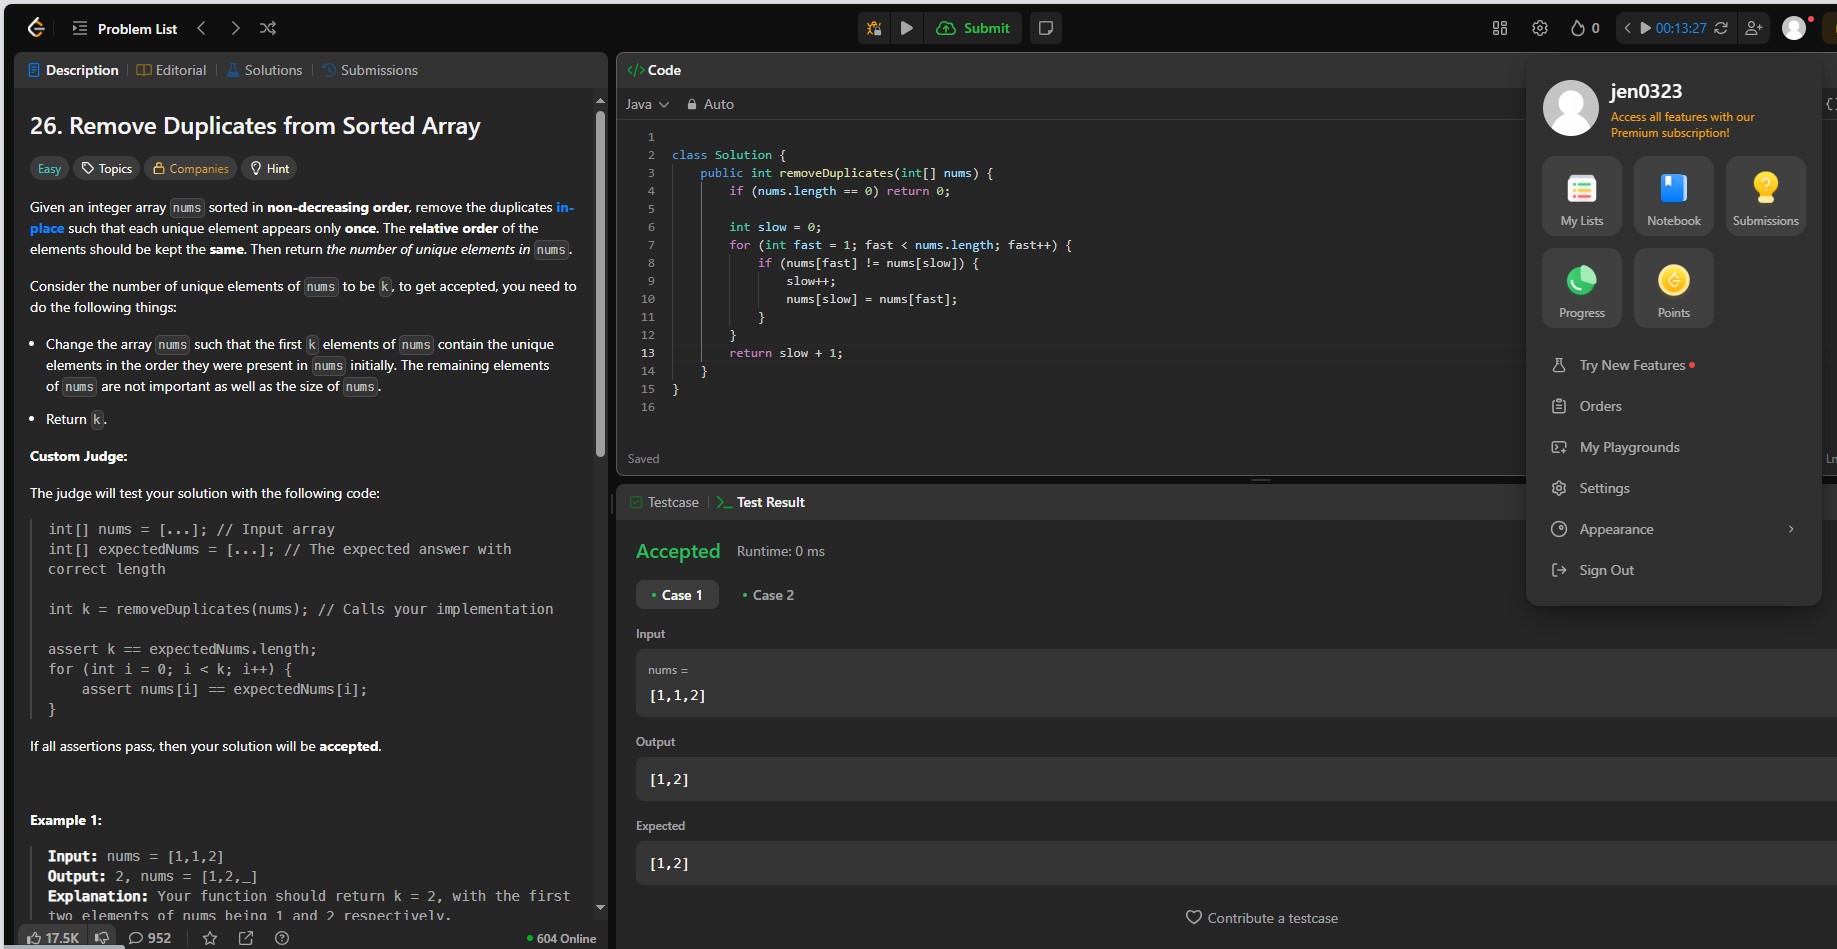 Problem List
Submit
0
00:13:27
Description
Editorial
Solutions
Submissions
26. Remove Duplicates from Sorted Array
Easy
Topics
Companies
Hint
Given an integer array nums sorted in non-decreasing order, remove the duplicates in-
place such that each unique element appears only once. The relative order of the
elements should be kept the same. Then return the number of unique elements in nums.
Consider the number of unique elements of nums to be k, to get accepted, you need to
do the following things:
• Change the array nums such that the first k elements of nums contain the unique
elements in the order they were present in nums initially. The remaining elements
of nums are not important as well as the size of nums.
• Return k.
Custom Judge:
The judge will test your solution with the following code:
int[] nums = [...]; // Input array
int[] expectedNums = [...]; // The expected answer with
correct length
int k = removeDuplicates(nums); // Calls your implementation
assert k == expectedNums.length;
for (int i = 0; i < k; i++) {
    assert nums[i] == expectedNums[i];
}
If all assertions pass, then your solution will be accepted.
Example 1:
Input: nums = [1,1,2]
Output: 2, nums = [1,2,_]
Explanation: Your function should return k = 2, with the first
two elements of nums being 1 and 2 respectively.
17.5K
952
604 Online
</> Code
Java
Auto
1
2 class Solution {
3     public int removeDuplicates(int[] nums) {
4         if (nums.length == 0) return 0;
5
6         int slow = 0;
7         for (int fast = 1; fast < nums.length; fast++) {
8             if (nums[fast] != nums[slow]) {
9                 slow++;
10                 nums[slow] = nums[fast];
11             }
12         }
13         return slow + 1;
14     }
15 }
16
Saved
Ln
Testcase
Test Result
Accepted
Runtime: 0 ms
• Case 1
• Case 2
Input
nums =
[1,1,2]
Output
[1,2]
Expected
[1,2]
Contribute a testcase
jen0323
Access all features with our
Premium subscription!
My Lists
Notebook
Submissions
Progress
Points
Try New Features
Orders
My Playgrounds
Settings
Appearance
Sign Out